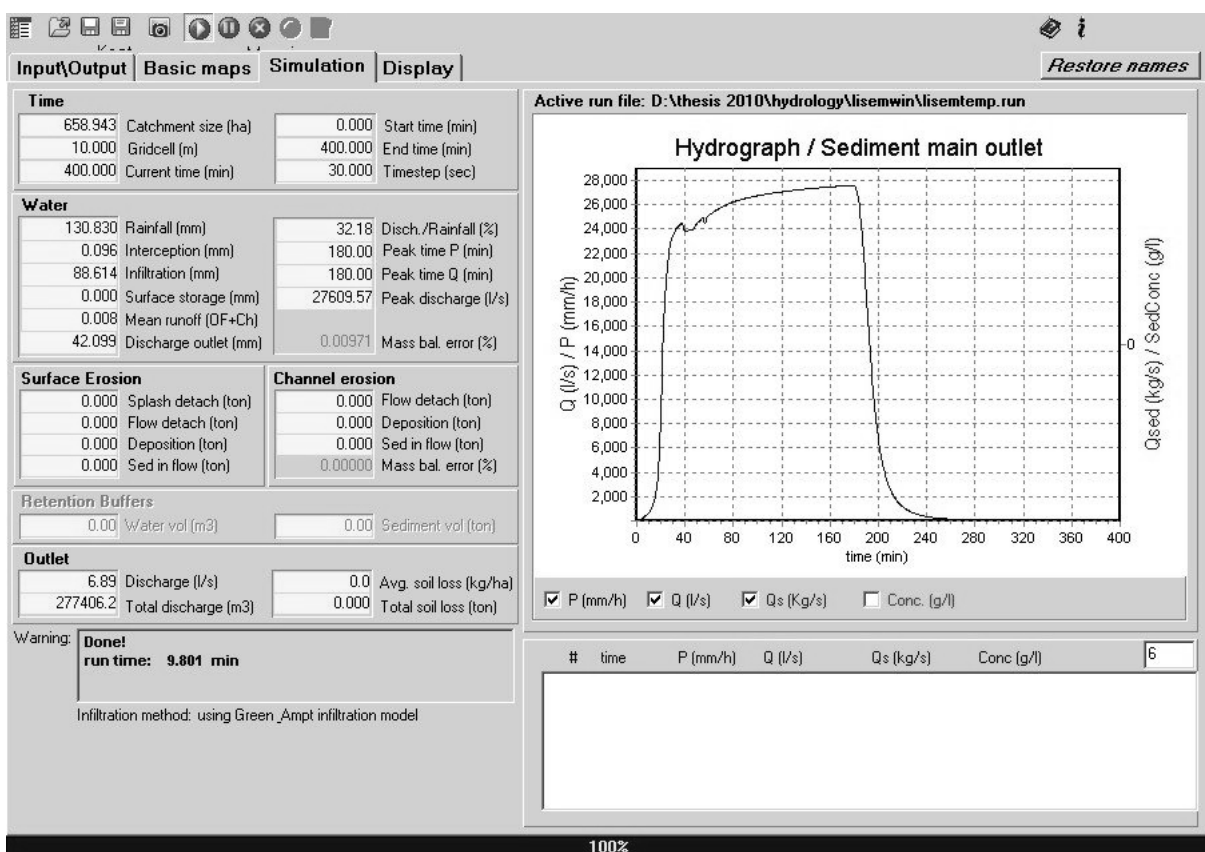 Input\Output Basic maps Simulation Display Restore names
Time
658.943 Catchment size (ha) 0.000 Start time (min)
10.000 Gridcell (m) 400.000 End time (min)
400.000 Current time (min) 30.000 Timestep (sec)
Water
130.830 Rainfall (mm) 32.18 Disch./Rainfall (%)
0.096 Interception (mm) 180.00 Peak time P (min)
88.614 Infiltration (mm) 180.00 Peak time Q (min)
0.000 Surface storage (mm) 27609.57 Peak discharge (l/s)
0.008 Mean runoff (OF+Ch)
42.099 Discharge outlet (mm) 0.00971 Mass bal. error (%)
Surface Erosion Channel erosion
0.000 Splash detach (ton) 0.000 Flow detach (ton)
0.000 Flow detach (ton) 0.000 Deposition (ton)
0.000 Deposition (ton) 0.000 Sed in flow (ton)
0.000 Sed in flow (ton) 0.00000 Mass bal. error (%)
Retention Buffers
0.00 Water vol (m3) 0.00 Sediment vol (ton)
Outlet
6.89 Discharge (l/s) 0.0 Avg. soil loss (kg/ha)
277406.2 Total discharge (m3) 0.000 Total soil loss (ton)
Warning: Done!
run time: 9.801 min
Infiltration method: using Green_Ampt infiltration model
Active run file: D:\thesis 2010\hydrology\lisemwin\lisemtemp.run
Hydrograph / Sediment main outlet
Q (l/s) / P (mm/h)
28,000
26,000
24,000
22,000
20,000
18,000
16,000
14,000
12,000
10,000
8,000
6,000
4,000
2,000
0
Qsed (kg/s) / SedConc (g/l)
0 40 80 120 160 200 240 280 320 360 400
time (min)
P (mm/h) Q (l/s) Qs (Kg/s) Conc. (g/l)
# time P (mm/h) Q (l/s) Qs (kg/s) Conc (g/l) 6
100%